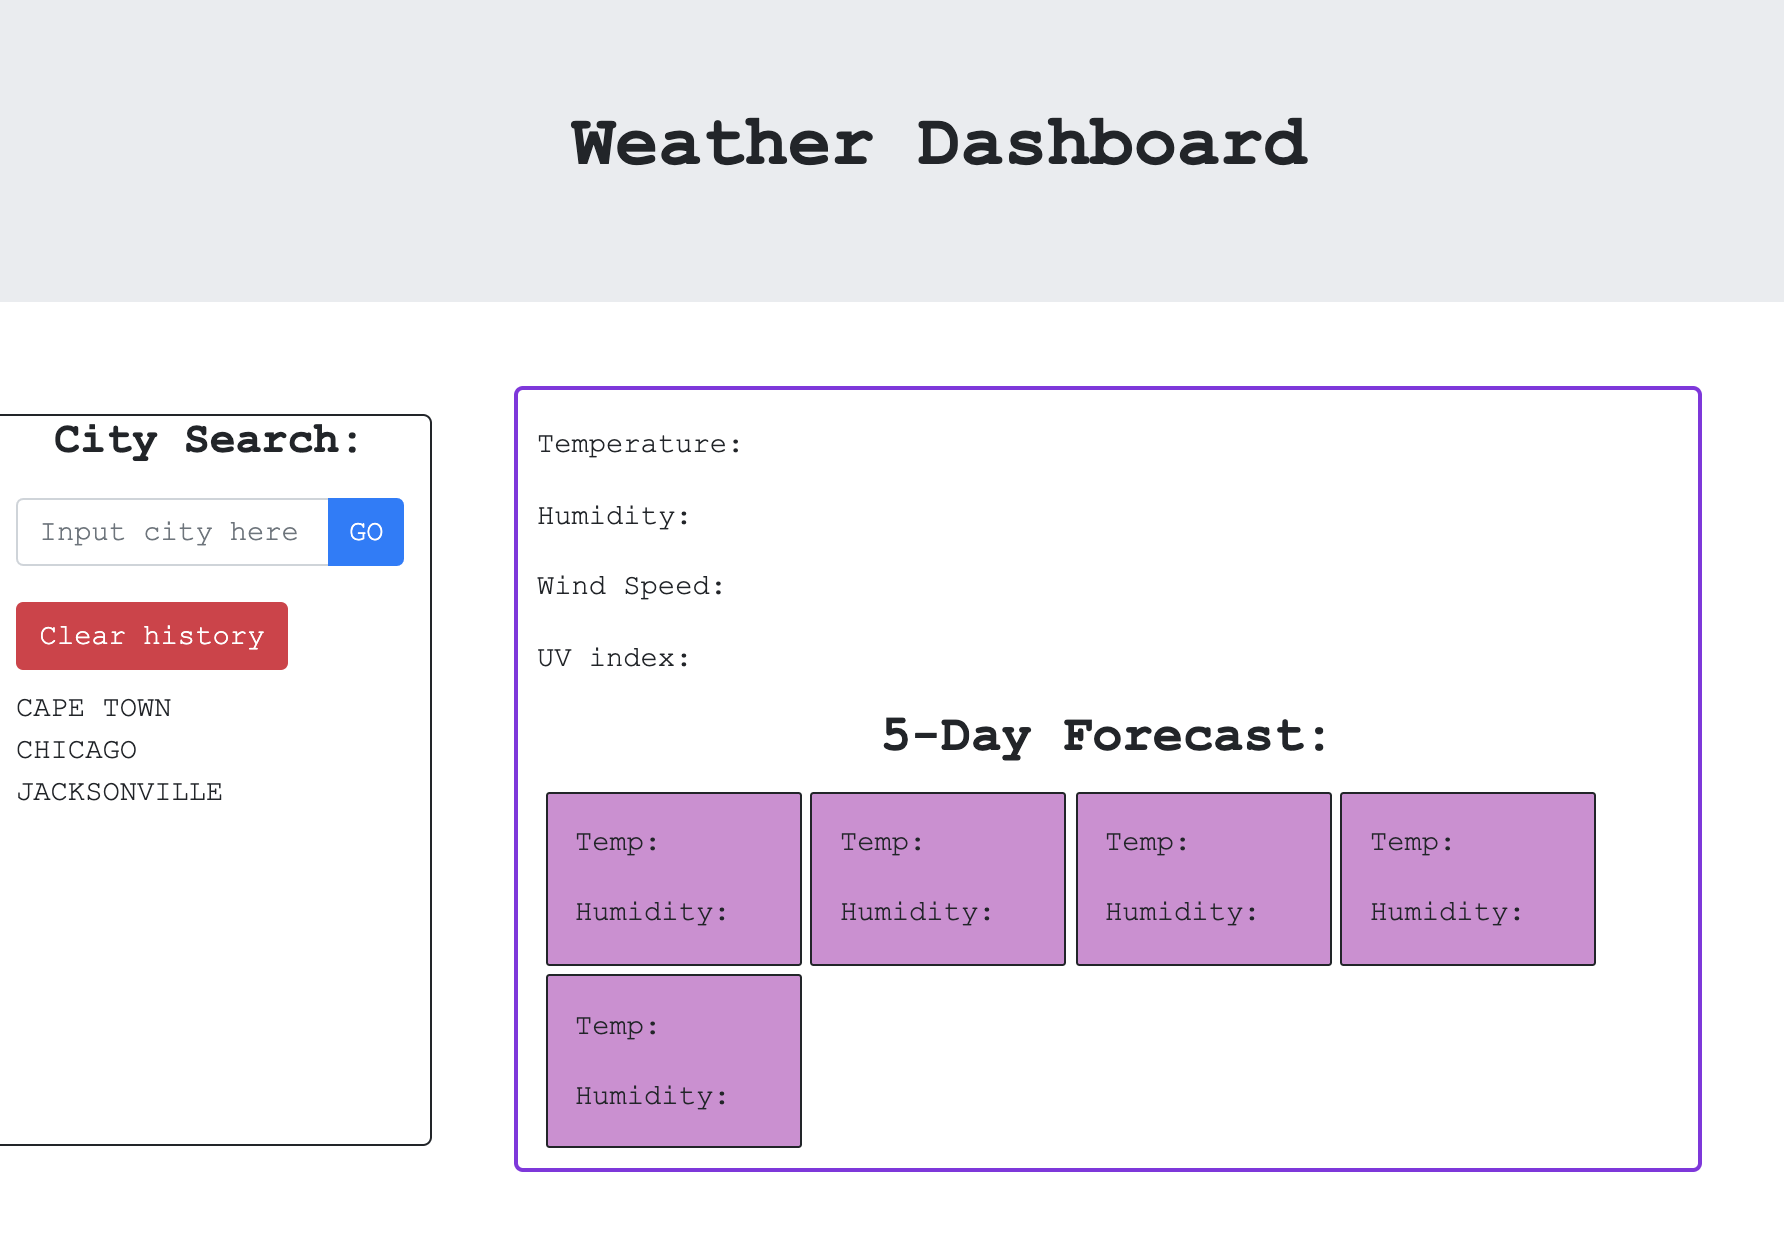 Weather Dashboard
City Search:
Input city here GO
Clear history
CAPE TOWN
CHICAGO
JACKSONVILLE
Temperature:
Humidity:
Wind Speed:
UV index:
5-Day Forecast:
Temp: Temp: Temp: Temp:
Humidity: Humidity: Humidity: Humidity:
Temp:
Humidity: